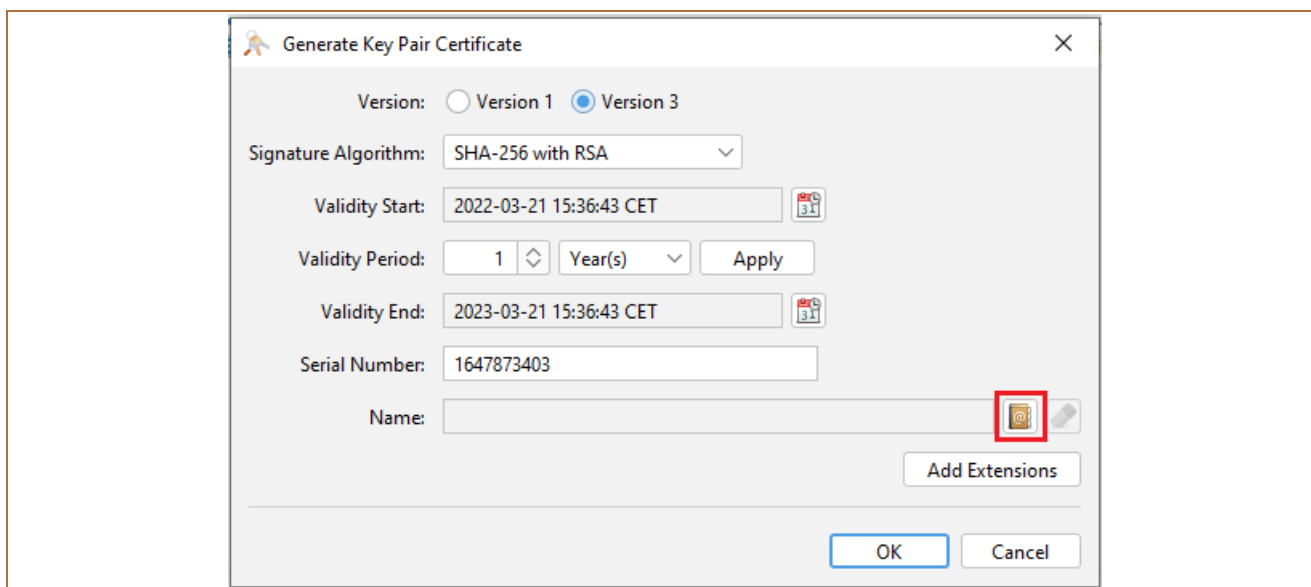 Generate Key Pair Certificate
Version: Version 1 Version 3
Signature Algorithm: SHA-256 with RSA
Validity Start: 2022-03-21 15:36:43 CET
Validity Period: 1 Year(s) Apply
Validity End: 2023-03-21 15:36:43 CET
Serial Number: 1647873403
Name:
Add Extensions
OK Cancel